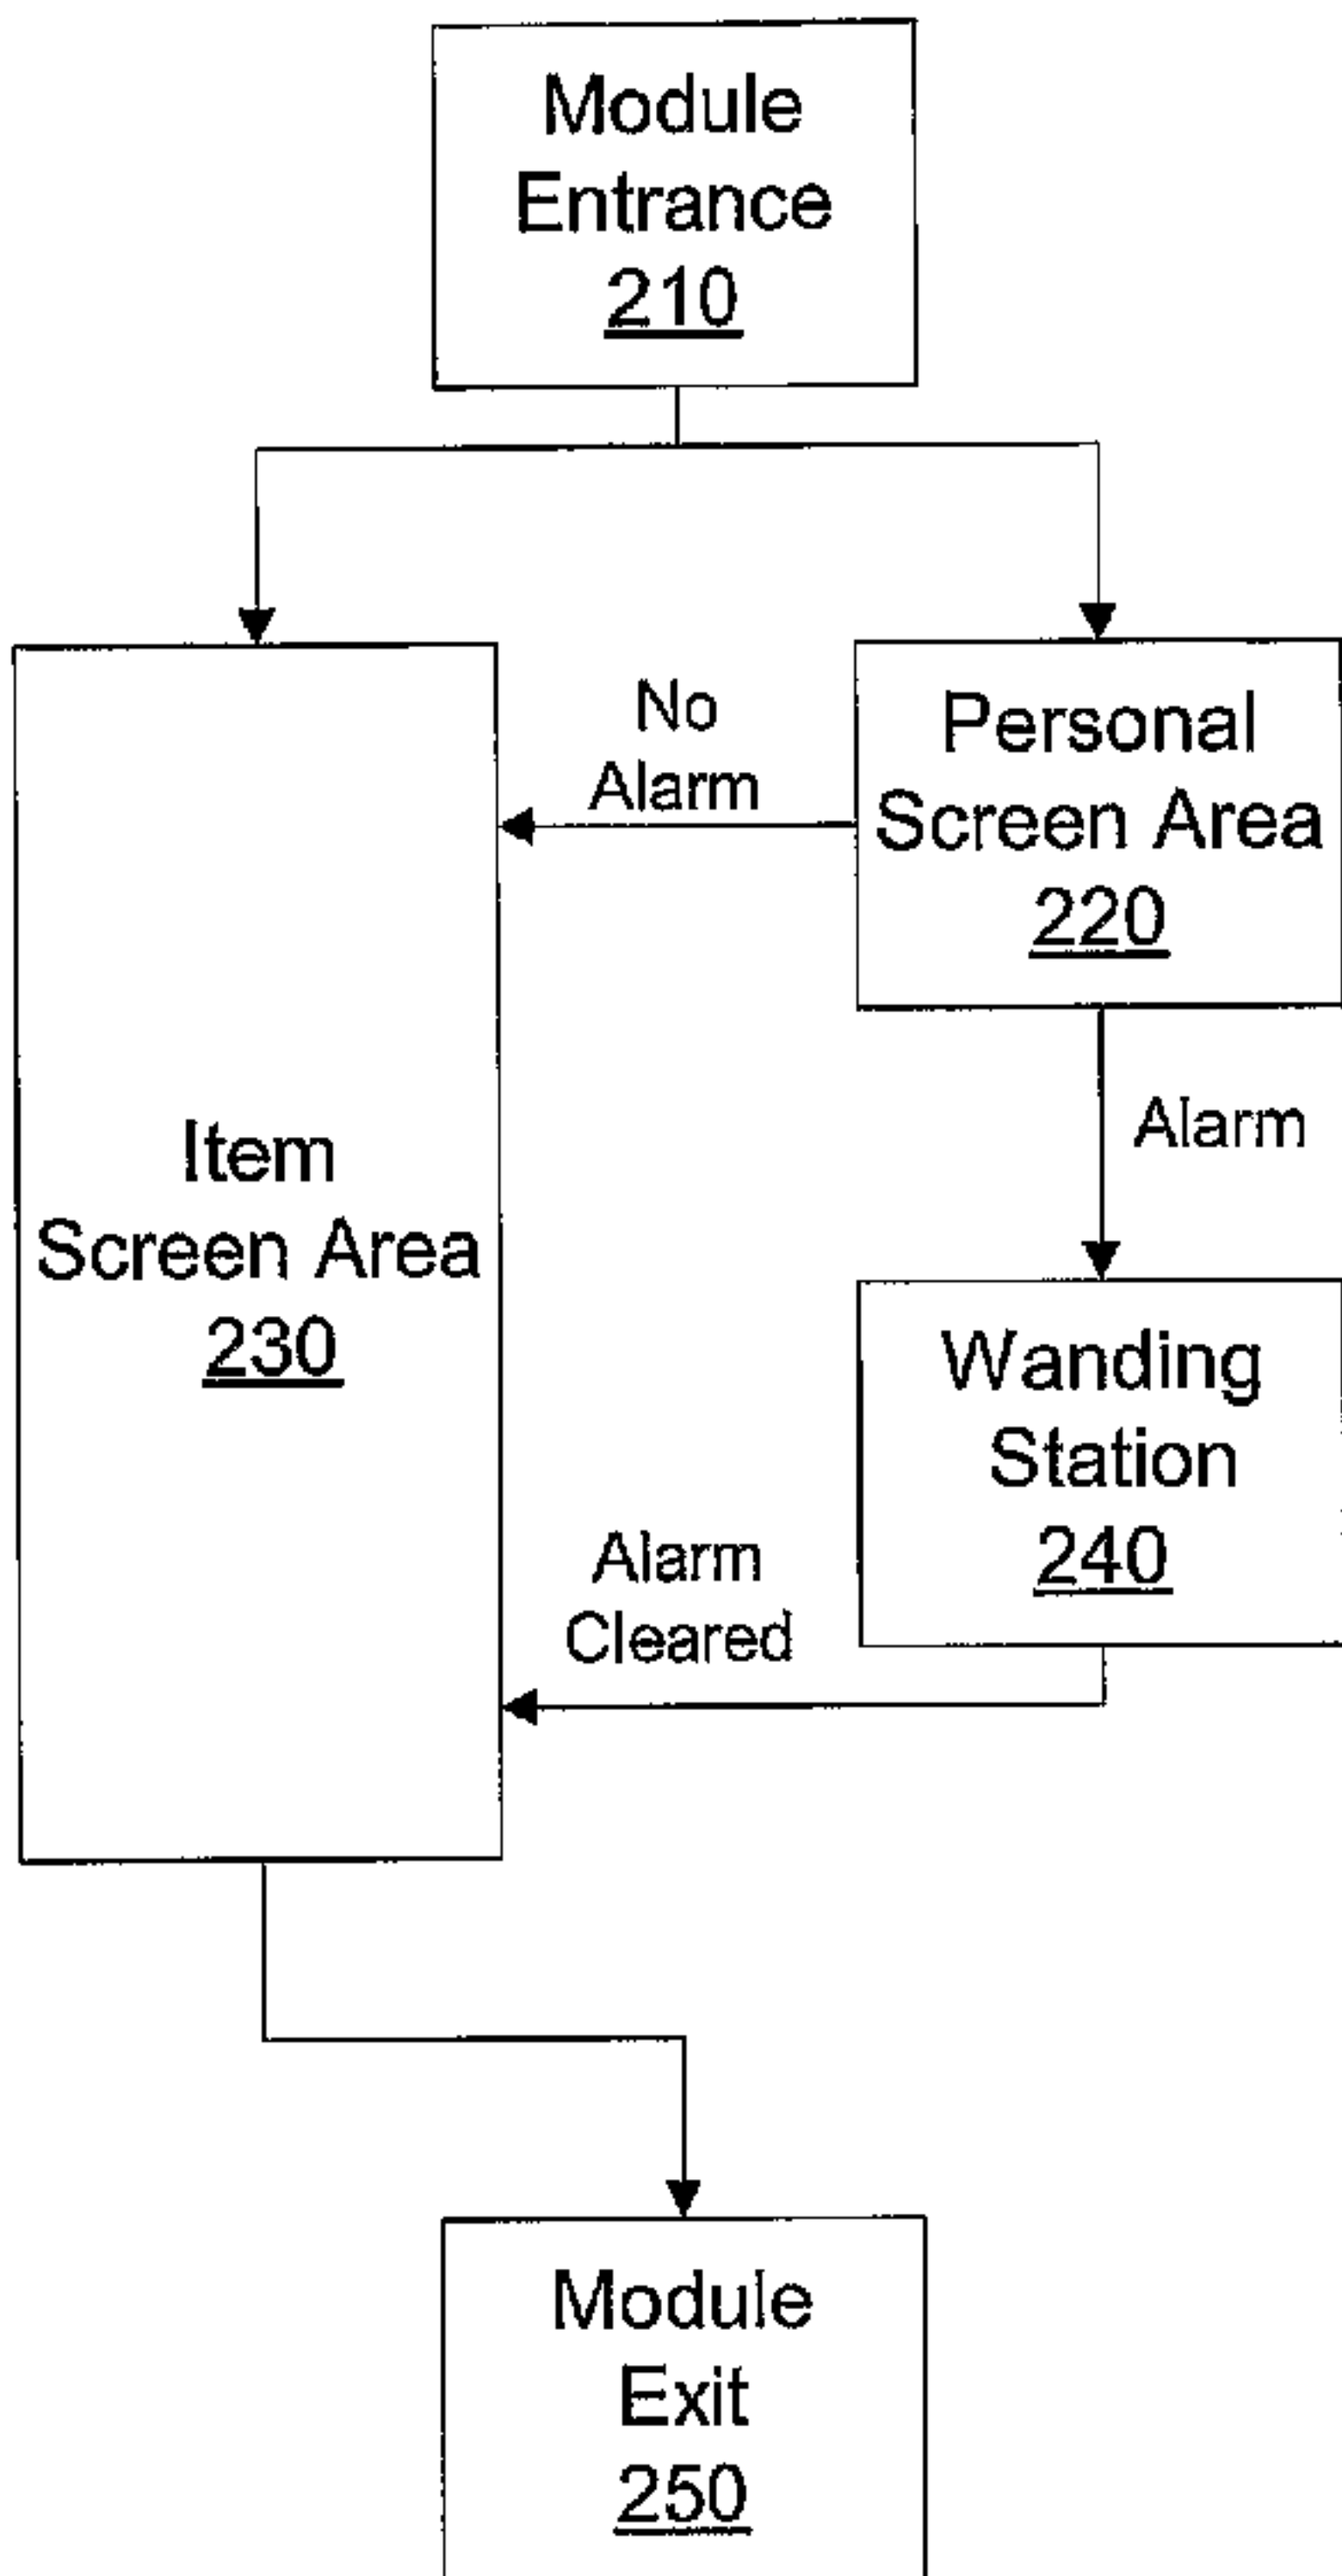 Module
Entrance
210
No
Alarm
Personal
Screen Area
220
Alarm
Item
Screen Area
230
Wanding
Station
240
Alarm
Cleared
Module
Exit
250